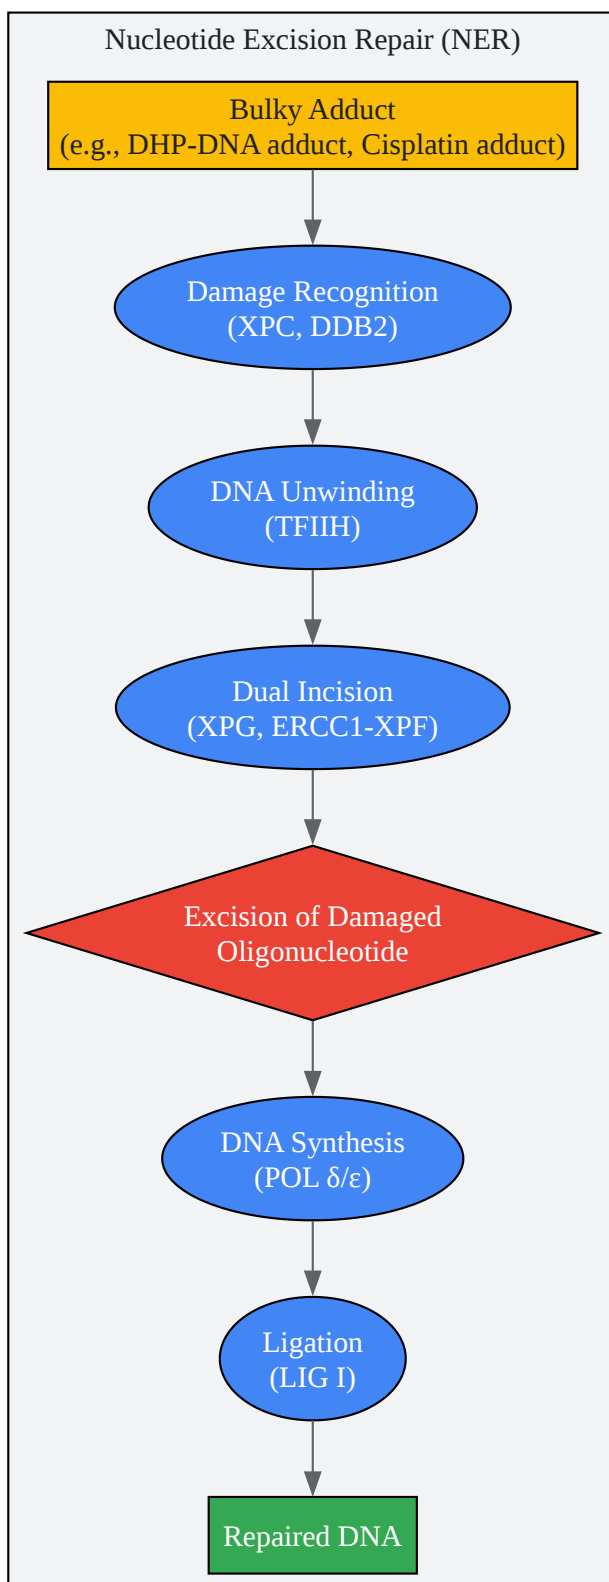 Nucleotide Excision Repair (NER)
Bulky Adduct
(e.g., DHP-DNA adduct, Cisplatin adduct)
Damage Recognition
(XPC, DDB2)
DNA Unwinding
(TFIIH)
Dual Incision
(XPG, ERCC1-XPF)
Excision of Damaged
Oligonucleotide
DNA Synthesis
(POL δ/ε)
Ligation
(LIG I)
Repaired DNA